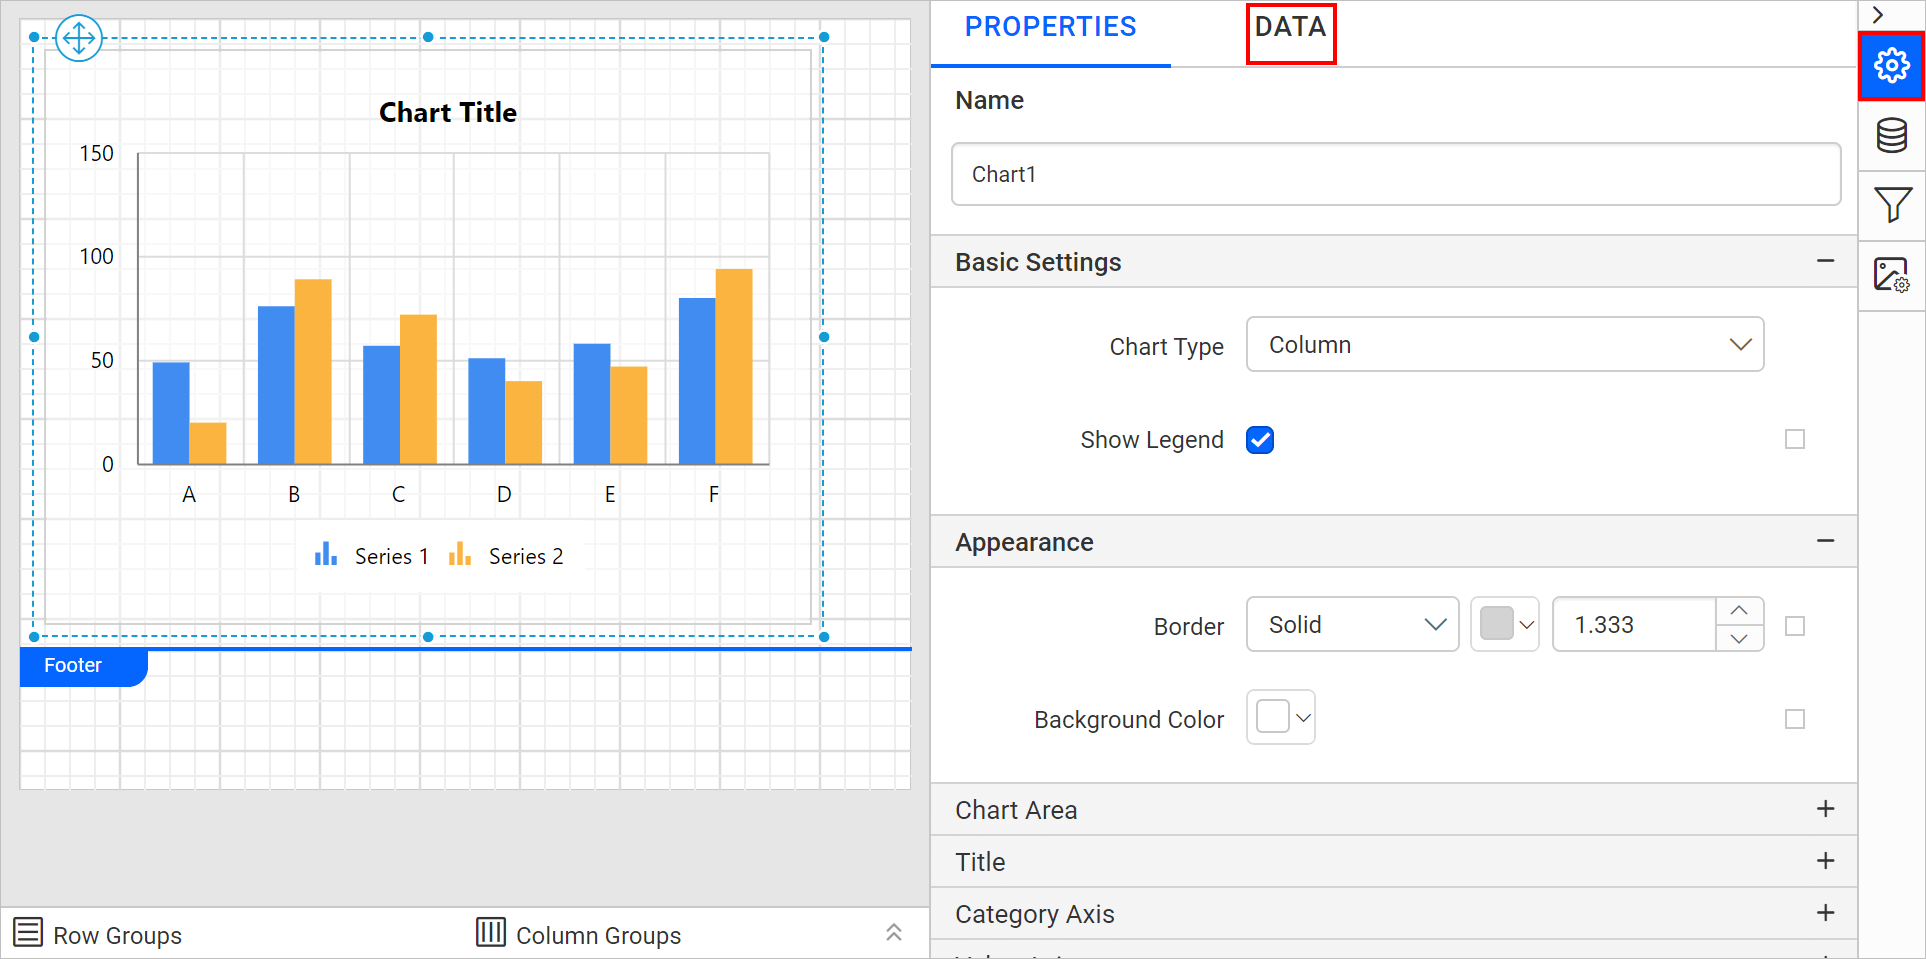 Chart Title
150
100
50
0
A B C D E F
Series 1 Series 2
Footer
Row Groups
Column Groups
PROPERTIES
DATA
Name
Chart1
Basic Settings
Chart Type
Column
Show Legend
Appearance
Border
Solid
1.333
Background Color
Chart Area
Title
Category Axis